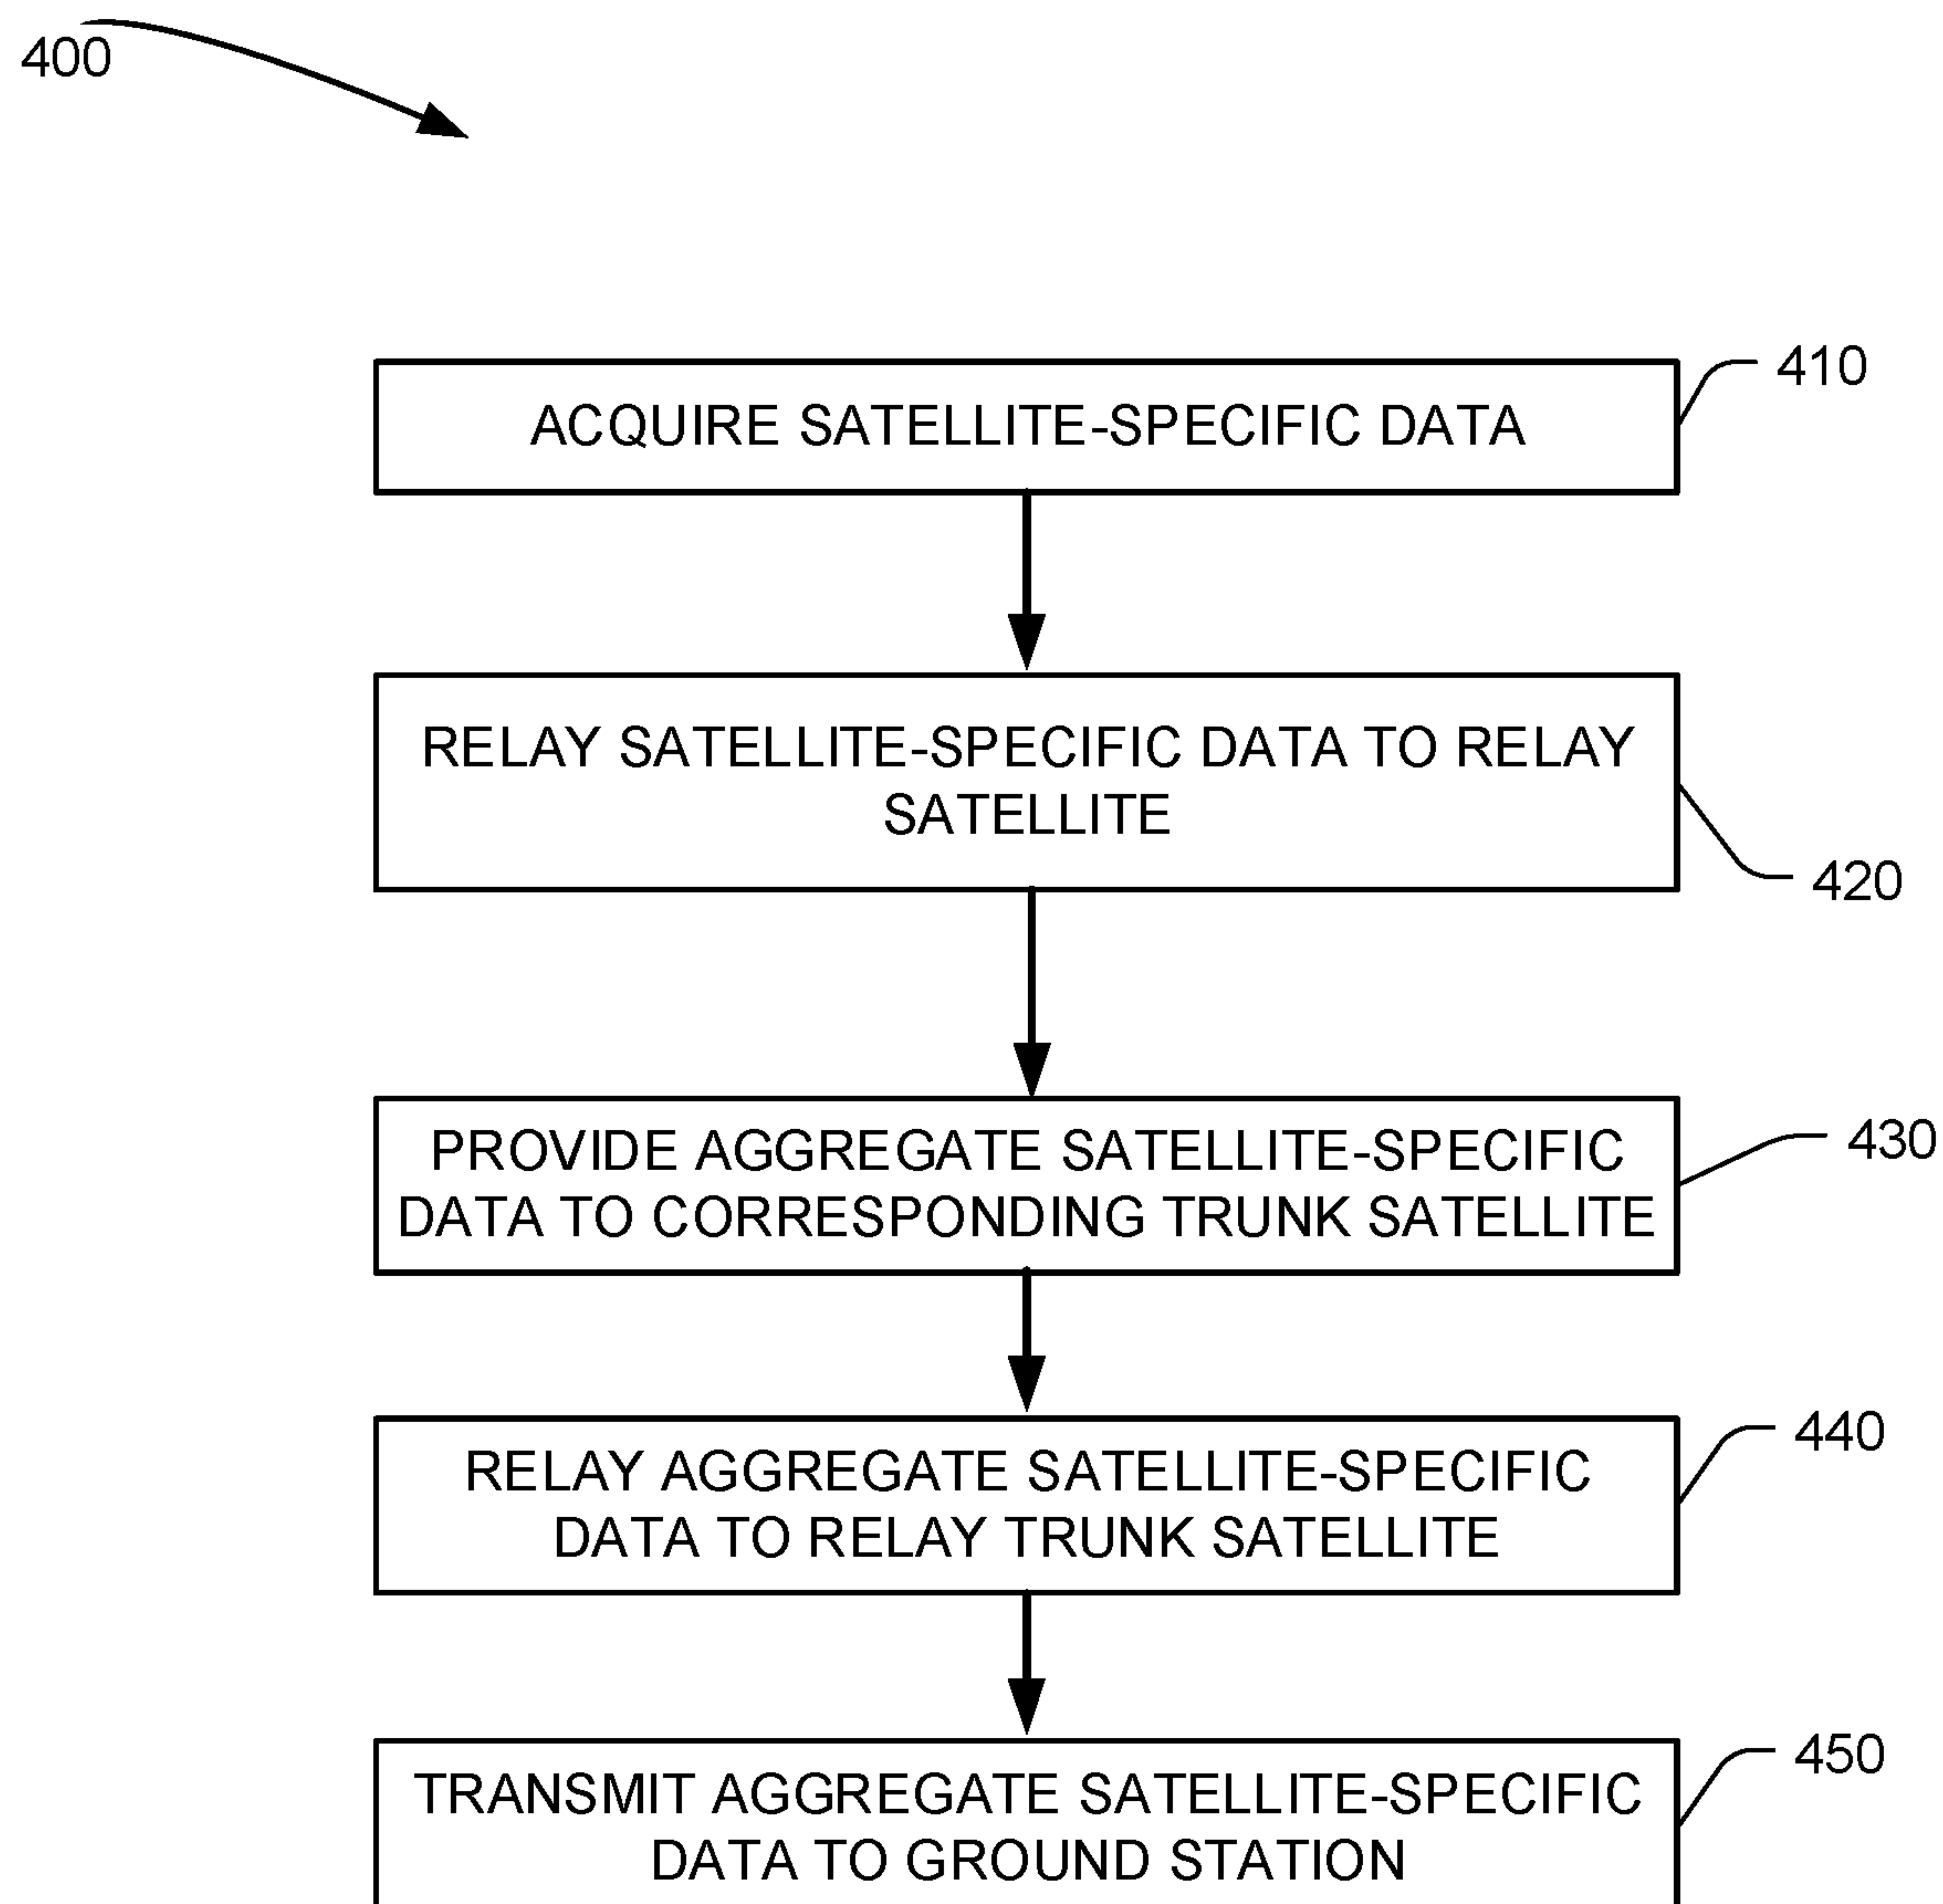 400
ACQUIRE SATELLITE-SPECIFIC DATA
410
RELAY SATELLITE-SPECIFIC DATA TO RELAY
SATELLITE
420
PROVIDE AGGREGATE SATELLITE-SPECIFIC
DATA TO CORRESPONDING TRUNK SATELLITE
430
RELAY AGGREGATE SATELLITE-SPECIFIC
DATA TO RELAY TRUNK SATELLITE
440
TRANSMIT AGGREGATE SATELLITE-SPECIFIC
DATA TO GROUND STATION
450